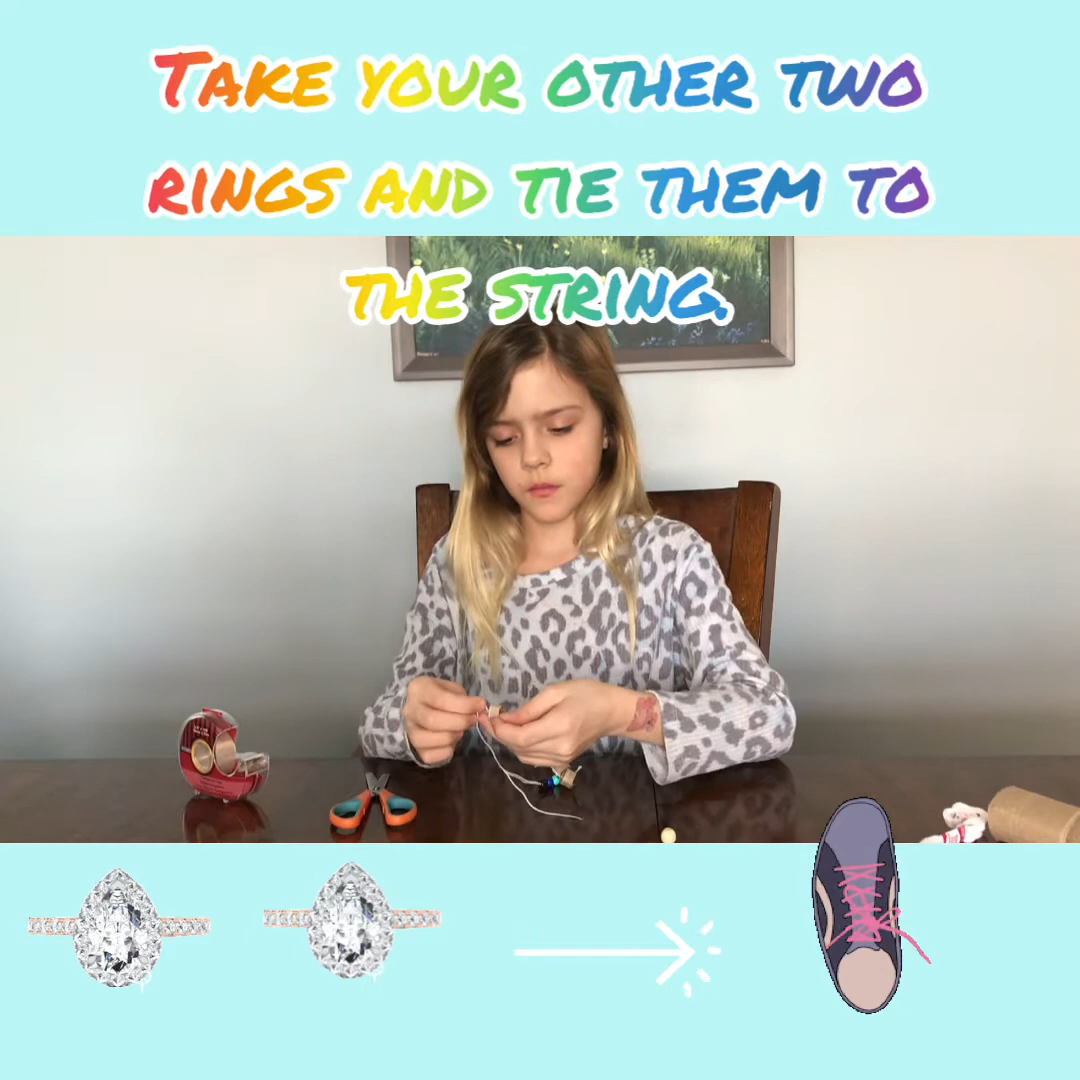 Take your other two
rings and tie them to
the string.